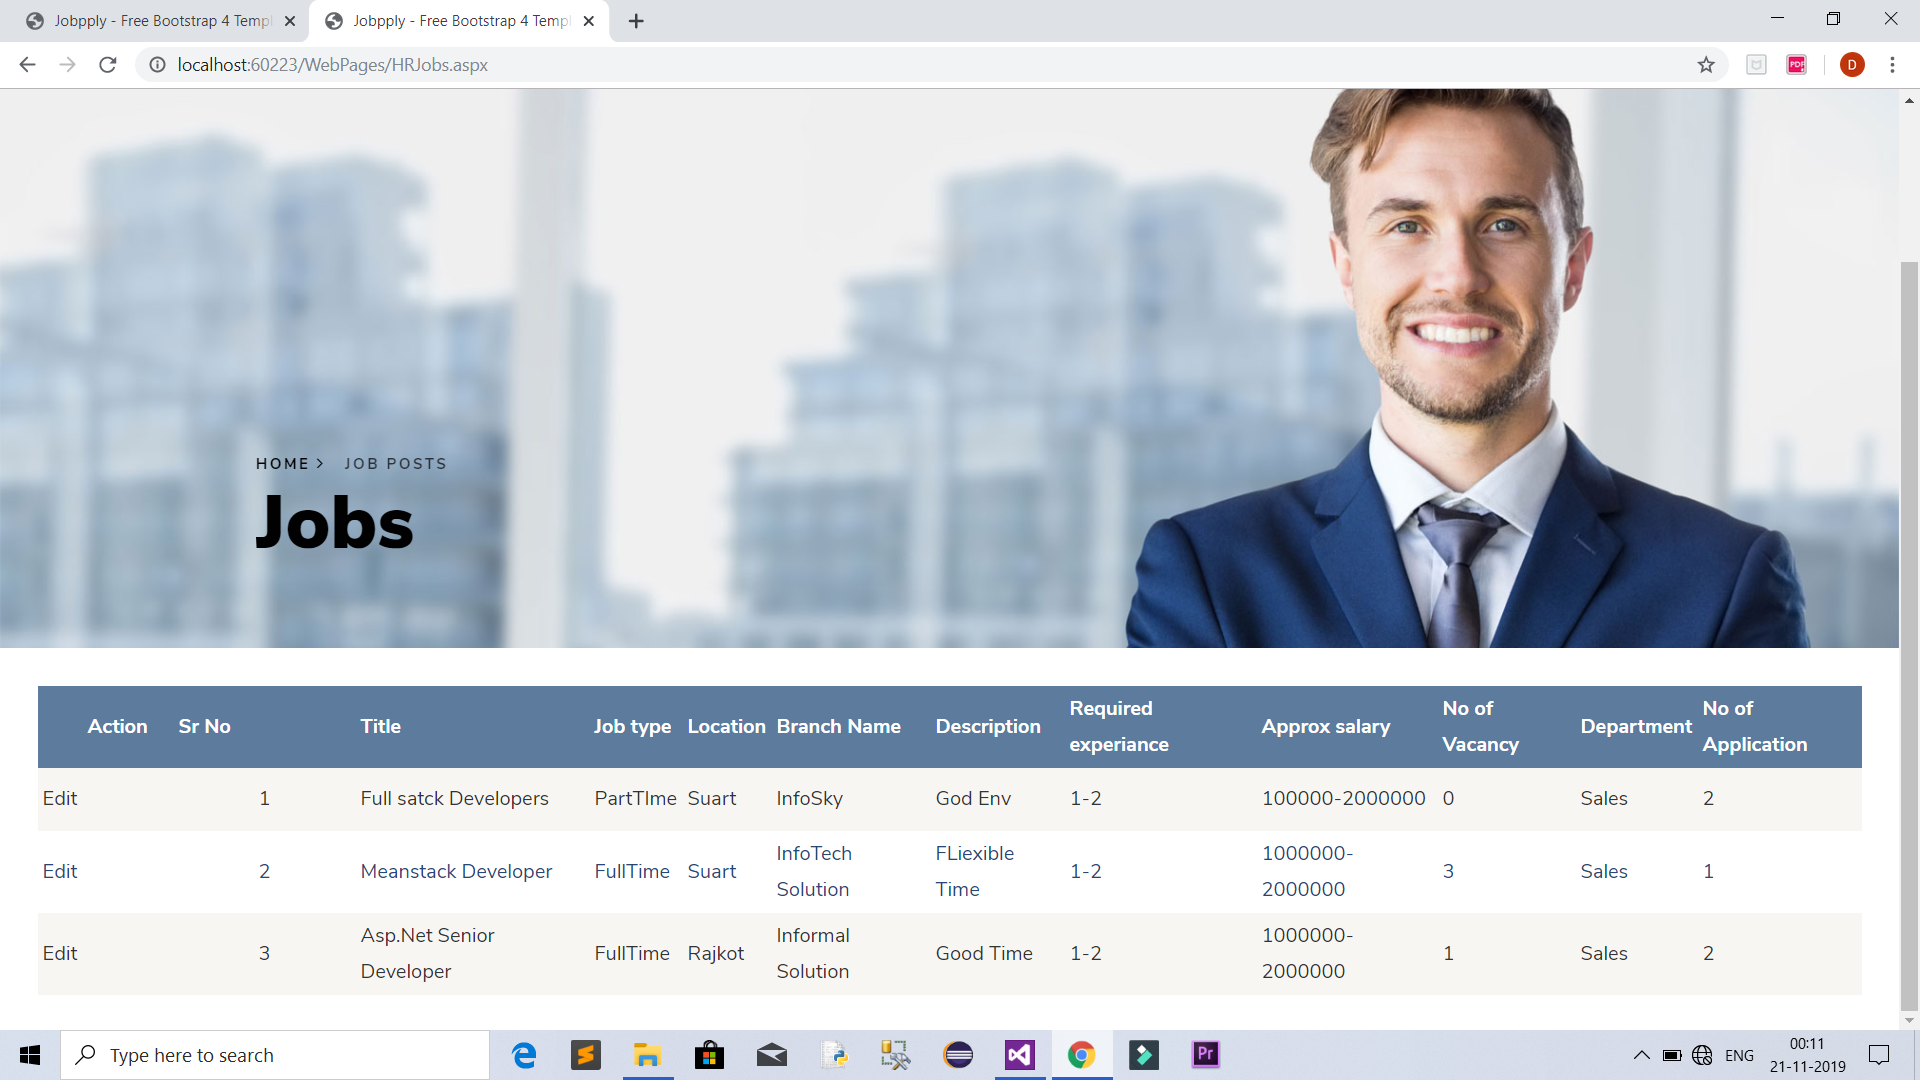 Jobpply - Free Bootstrap 4 Templ
Jobpply - Free Bootstrap 4 Templ
localhost:60223/WebPages/HRJobs.aspx
PDF
D
HOME > JOB POSTS
Jobs
Action Sr No Title Job type Location Branch Name Description Required experiance Approx salary No of Vacancy Department No of Application
Edit 1 Full satck Developers PartTIme Suart InfoSky God Env 1-2 100000-2000000 0 Sales 2
Edit 2 Meanstack Developer FullTime Suart InfoTech Solution FLiexible Time 1-2 1000000-2000000 3 Sales 1
Edit 3 Asp.Net Senior Developer FullTime Rajkot Informal Solution Good Time 1-2 1000000-2000000 1 Sales 2
Type here to search
Pr
ENG
00:11
21-11-2019